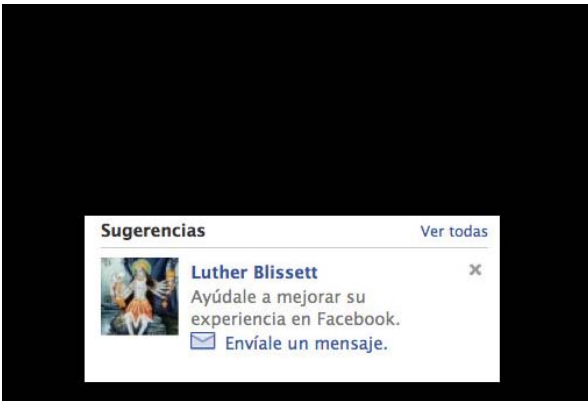 Sugerencias Ver todas
Luther Blissett
Ayúdale a mejorar su
experiencia en Facebook.
Envíale un mensaje.